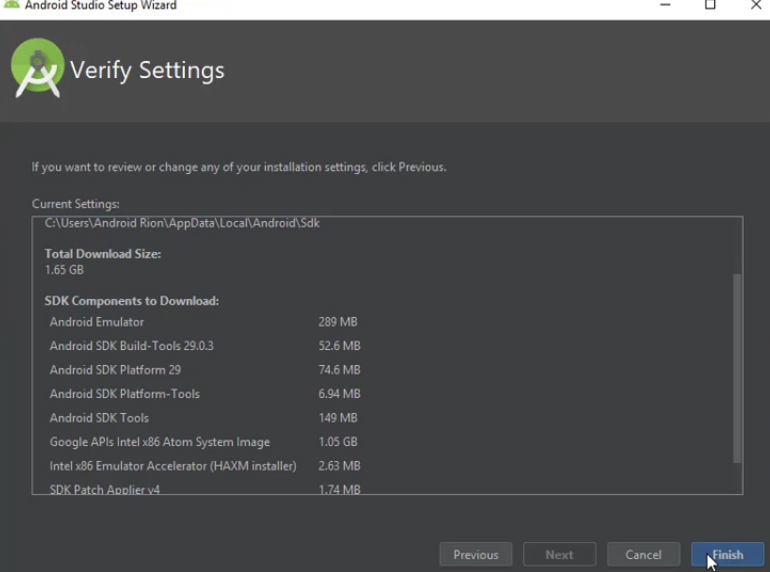 Android Studio Setup Wizard
Verify Settings
If you want to review or change any of your installation settings, click Previous.
Current Settings:
C:\Users\Android Rion\AppData\Local\Android\Sdk
Total Download Size:
1.65 GB
SDK Components to Download:
Android Emulator 289 MB
Android SDK Build-Tools 29.0.3 52.6 MB
Android SDK Platform 29 74.6 MB
Android SDK Platform-Tools 6.94 MB
Android SDK Tools 149 MB
Google APIs Intel x86 Atom System Image 1.05 GB
Intel x86 Emulator Accelerator (HAXM installer) 2.63 MB
SDK Patch Applier v4 1.74 MB
Previous Next Cancel Finish